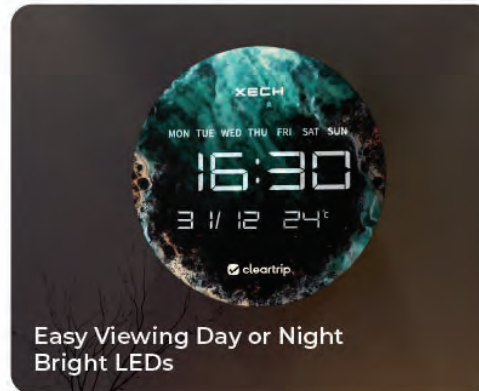 XECH
MON TUE WED THU FRI SAT SUN
16:30
31/12 24°c
cleartrip
Easy Viewing Day or Night
Bright LEDs